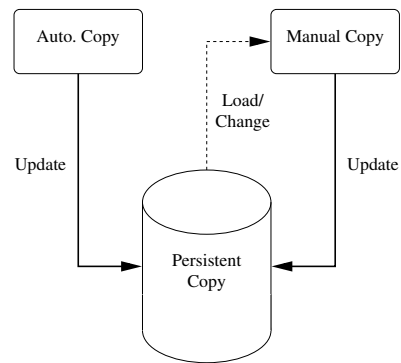 Auto. Copy
Manual Copy
Load/
Change
Update
Update
Persistent
Copy